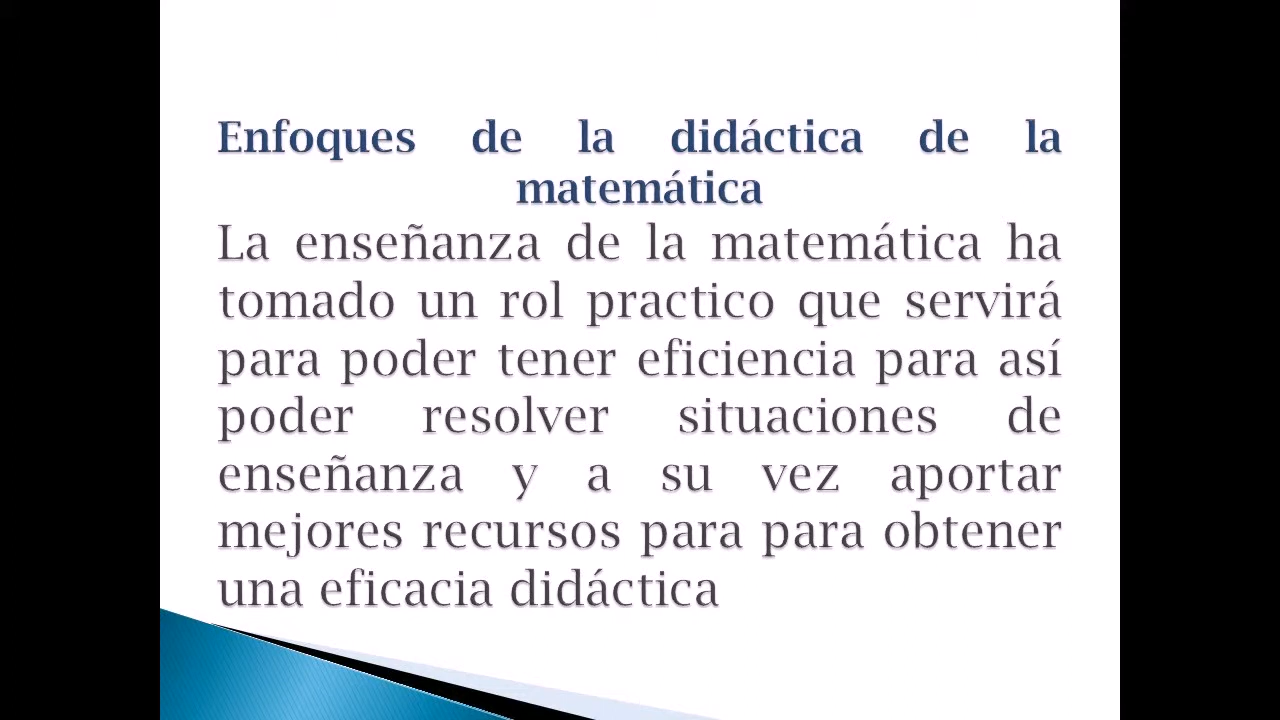 Enfoques de la didáctica de la
matemática
La enseñanza de la matemática ha
tomado un rol practico que servirá
para poder tener eficiencia para así
poder resolver situaciones de
enseñanza y a su vez aportar
mejores recursos para para obtener
una eficacia didáctica